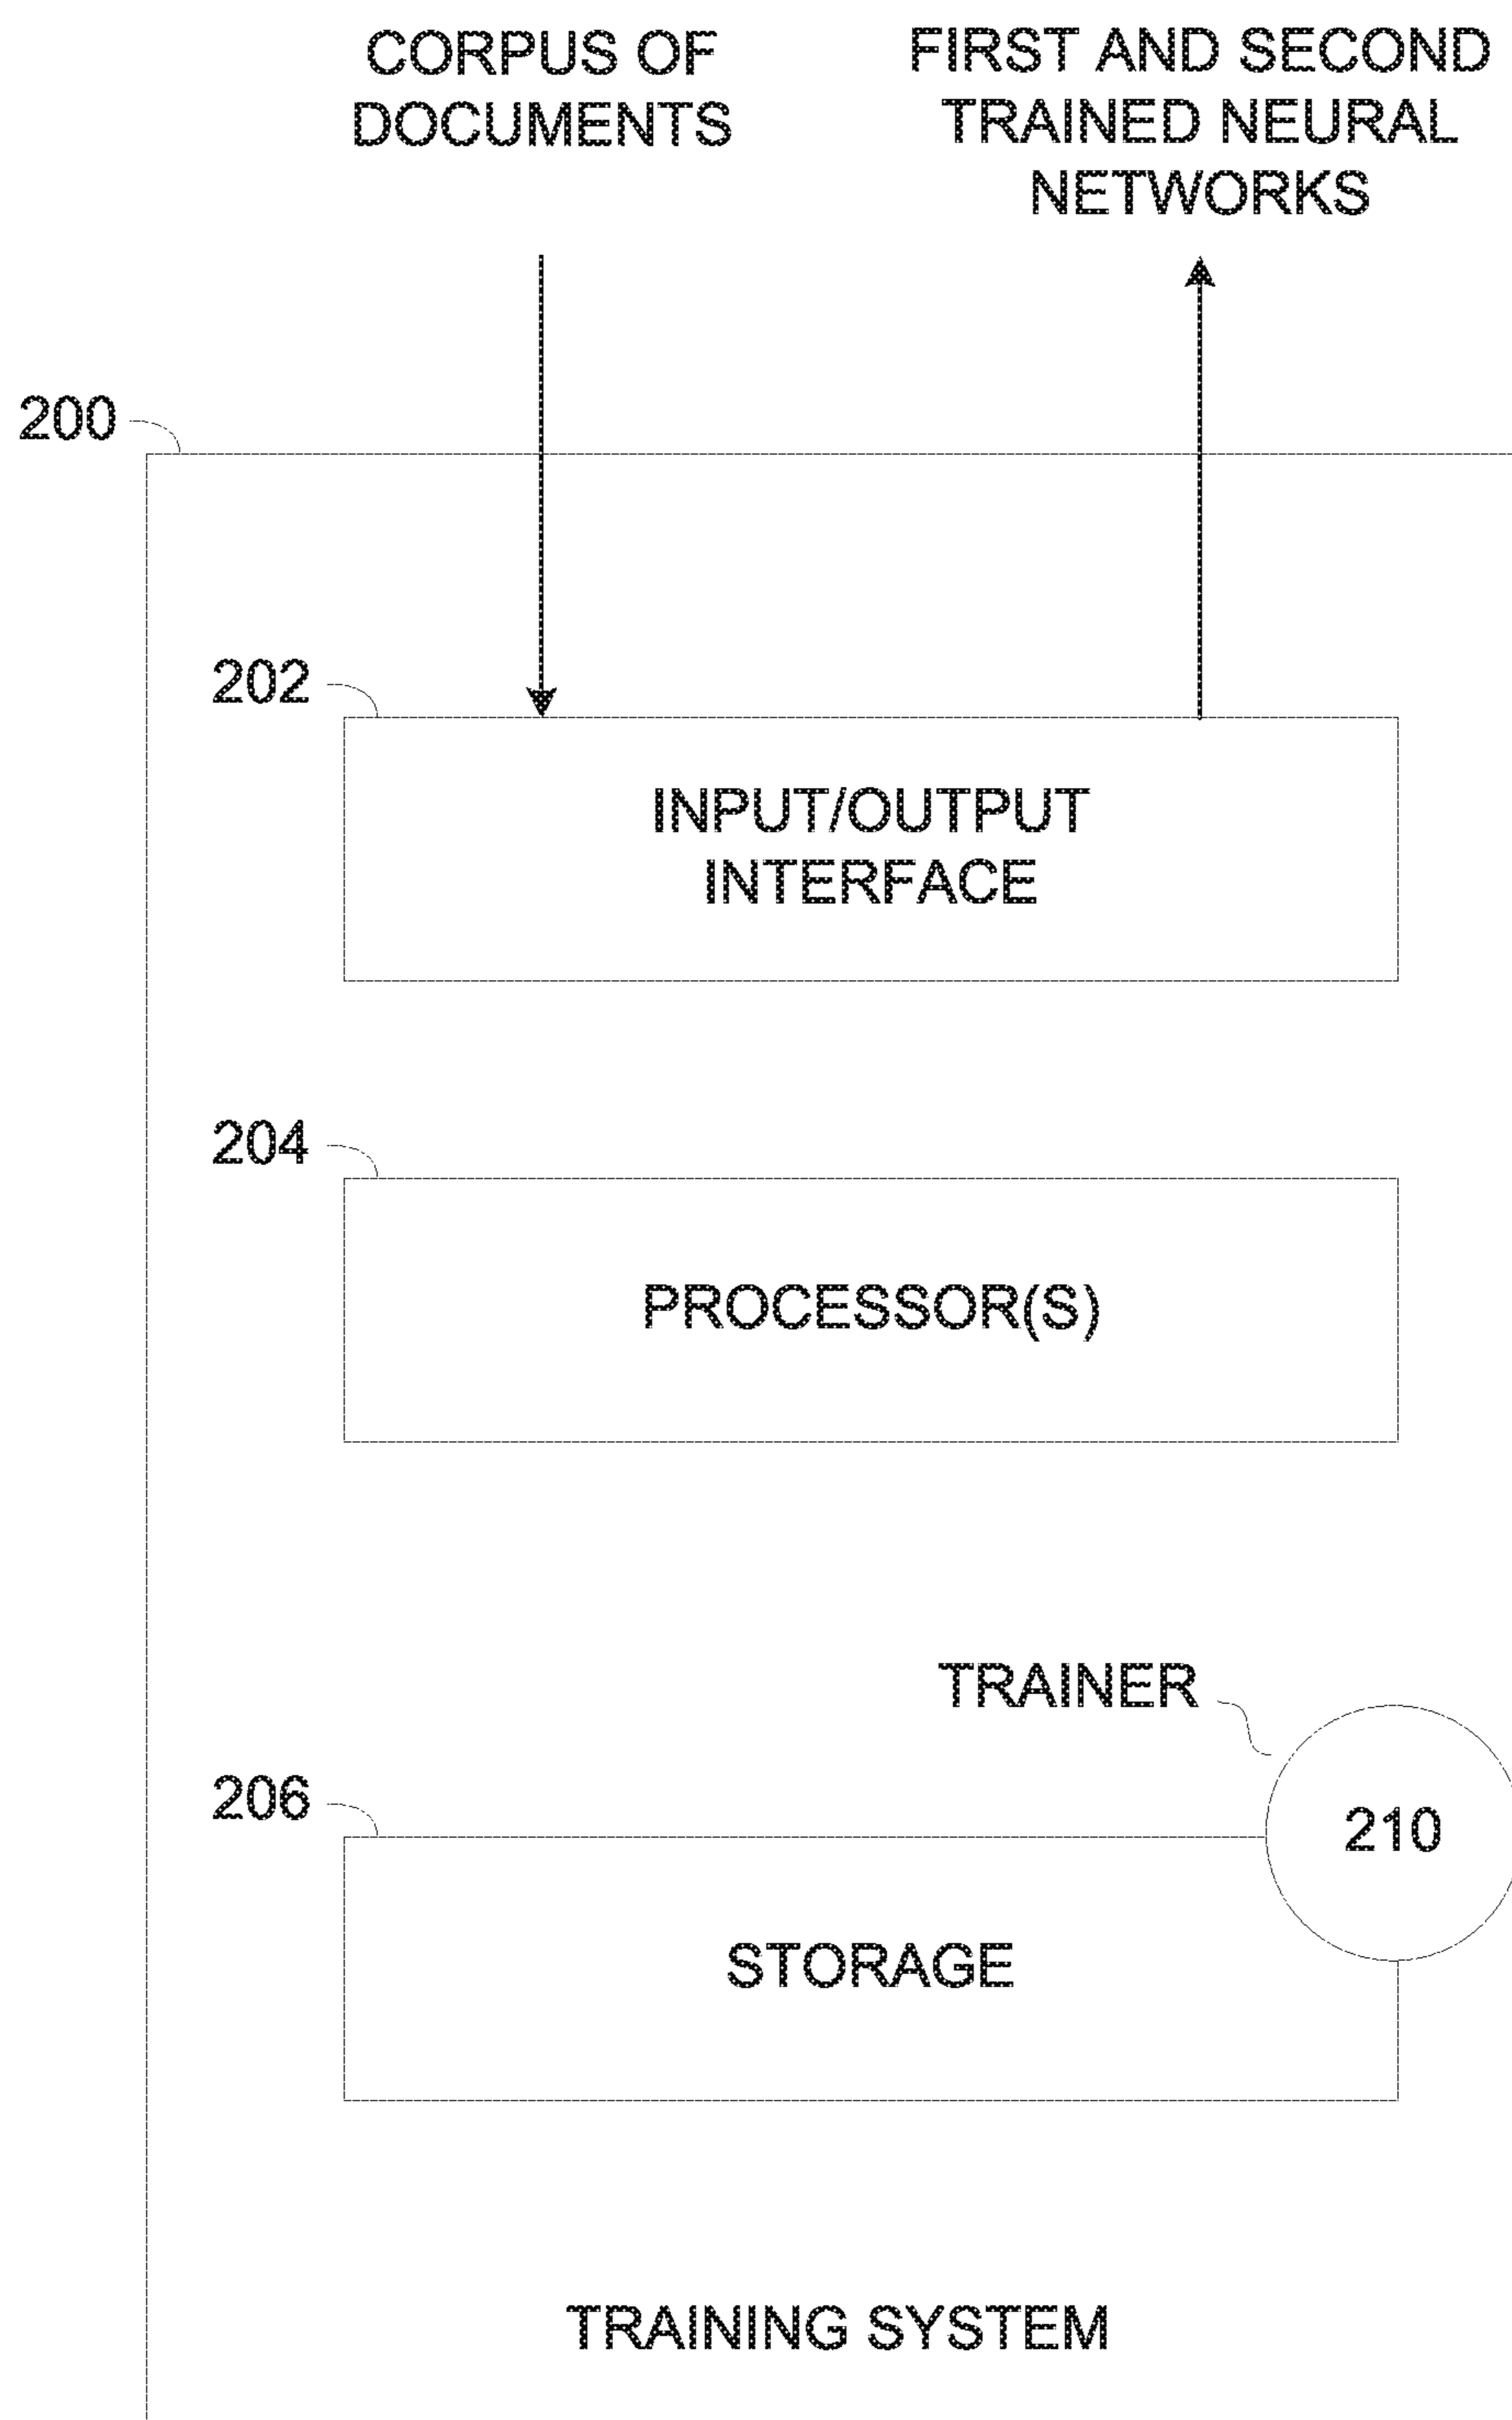 CORPUS OF
DOCUMENTS
FIRST AND SECOND
TRAINED NEURAL
NETWORKS
200
202
INPUT/OUTPUT
INTERFACE
204
PROCESSOR(S)
TRAINER
206
210
STORAGE
TRAINING SYSTEM